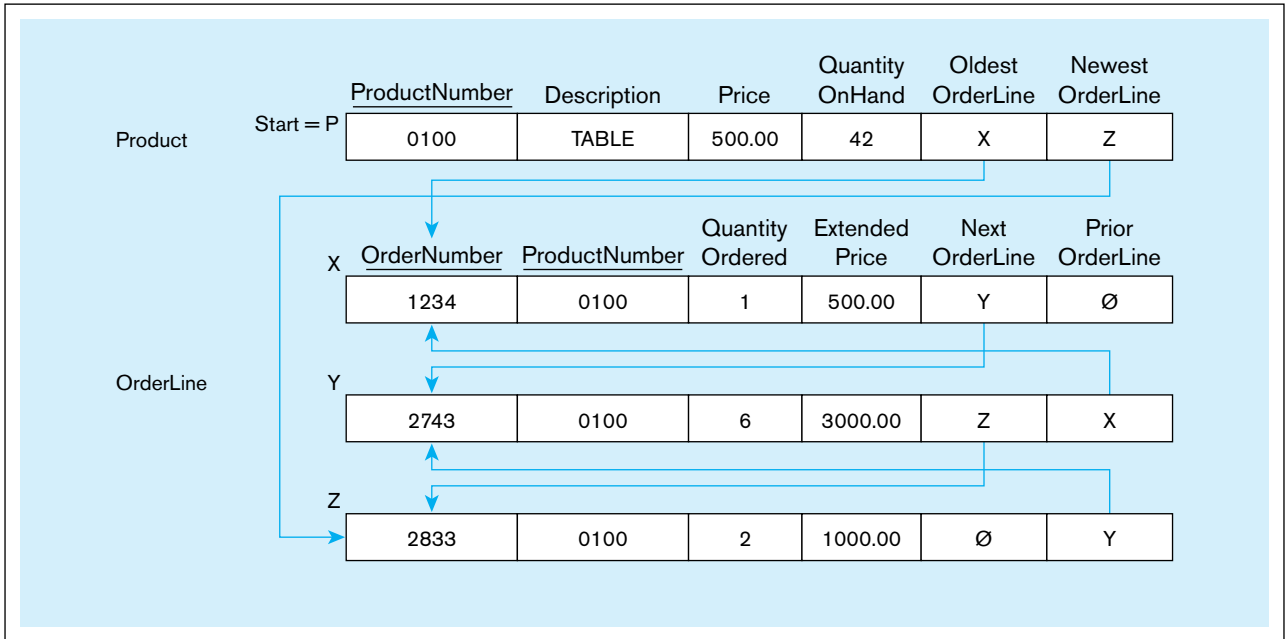 Quantity Oldest Newest
ProductNumber Description Price OnHand OrderLine OrderLine
Product Start = P 0100 TABLE 500.00 42 X Z
Quantity Extended Next Prior
X OrderNumber ProductNumber Ordered Price OrderLine OrderLine
1234 0100 1 500.00 Y Ø
OrderLine Y
2743 0100 6 3000.00 Z X
Z
2833 0100 2 1000.00 Ø Y